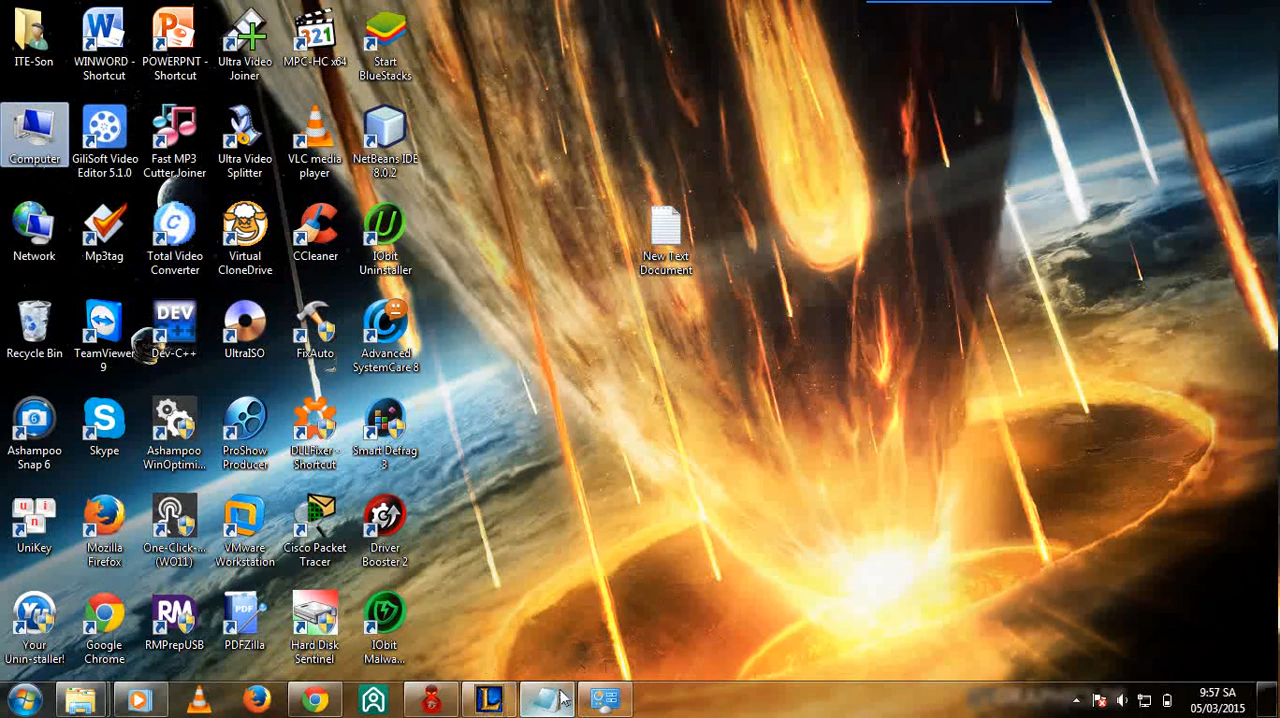 ITE-Son
WINWORD -
Shortcut
POWERPNT -
Shortcut
Ultra Video
Joiner
MPC-HC x64
Start
BlueStacks
Computer
GiliSoft Video
Editor 5.1.0
Fast MP3
Cutter Joiner
Ultra Video
Splitter
VLC media
player
NetBeans IDE
8.0.2
Network
Mp3tag
Total Video
Converter
Virtual
CloneDrive
CCleaner
IObit
Uninstaller
New Text
Document
Recycle Bin
TeamViewer
9
DEV
Dev-C++
UltraISO
FixAuto
Advanced
SystemCare 8
Ashampoo
Snap 6
Skype
Ashampoo
WinOptimi...
ProShow
Producer
DLLFixer -
Shortcut
Smart Defrag
3
UniKey
Mozilla
Firefox
One-Click-...
(WO11)
VMware
Workstation
Cisco Packet
Tracer
Driver
Booster 2
Your
Unin-staller!
Google
Chrome
RM
RMPrepUSB
PDF
PDFZilla
Hard Disk
Sentinel
IObit
Malwa...
9:57 SA
05/03/2015